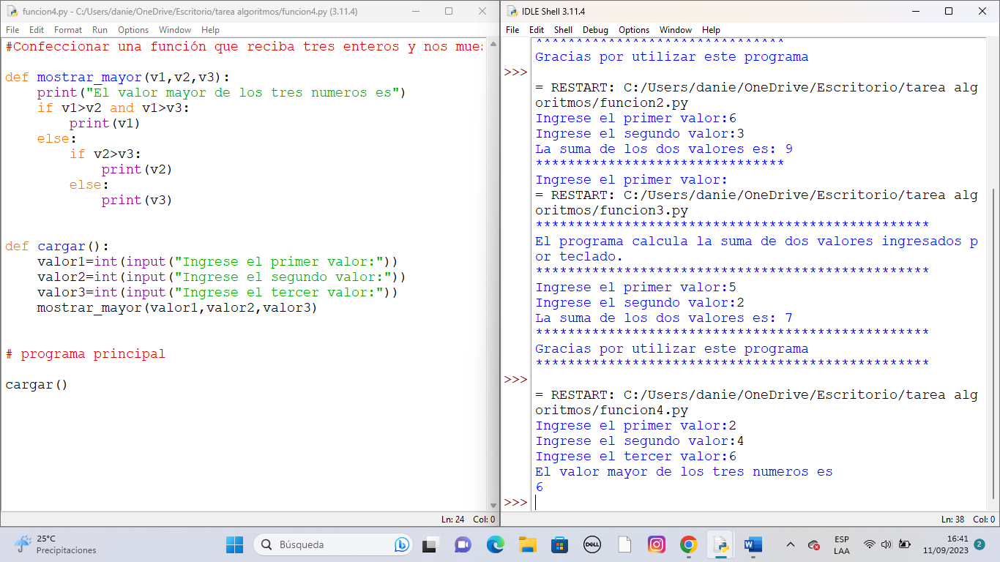 funcion4.py - C:/Users/danie/OneDrive/Escritorio/tarea algoritmos/funcion4.py (3.11.4)
File Edit Format Run Options Window Help
#Confeccionar una función que reciba tres enteros y nos
def mostrar_mayor(v1,v2,v3):
    print("El valor mayor de los tres numeros es")
    if v1>v2 and v1>v3:
        print(v1)
    else:
        if v2>v3:
            print(v2)
        else:
            print(v3)
def cargar():
    valor1=int(input("Ingrese el primer valor:"))
    valor2=int(input("Ingrese el segundo valor:"))
    valor3=int(input("Ingrese el tercer valor:"))
    mostrar_mayor(valor1,valor2,valor3)
# programa principal
cargar()
Ln: 24 Col: 0
IDLE Shell 3.11.4
File Edit Shell Debug Options Window Help
*******************************
Gracias por utilizar este programa
>>>
= RESTART: C:/Users/danie/OneDrive/Escritorio/tarea alg
oritmos/funcion2.py
Ingrese el primer valor:6
Ingrese el segundo valor:3
La suma de los dos valores es: 9
*******************************
Ingrese el primer valor:
= RESTART: C:/Users/danie/OneDrive/Escritorio/tarea alg
oritmos/funcion3.py
*************************************************
El programa calcula la suma de dos valores ingresados p
or teclado.
*************************************************
Ingrese el primer valor:5
Ingrese el segundo valor:2
La suma de los dos valores es: 7
*************************************************
Gracias por utilizar este programa
*************************************************
>>>
= RESTART: C:/Users/danie/OneDrive/Escritorio/tarea alg
oritmos/funcion4.py
Ingrese el primer valor:2
Ingrese el segundo valor:4
Ingrese el tercer valor:6
El valor mayor de los tres numeros es
6
>>>
Ln: 38 Col: 0
25°C
Precipitaciones
Búsqueda
DELL
ESP
LAA
16:41
11/09/2023
2